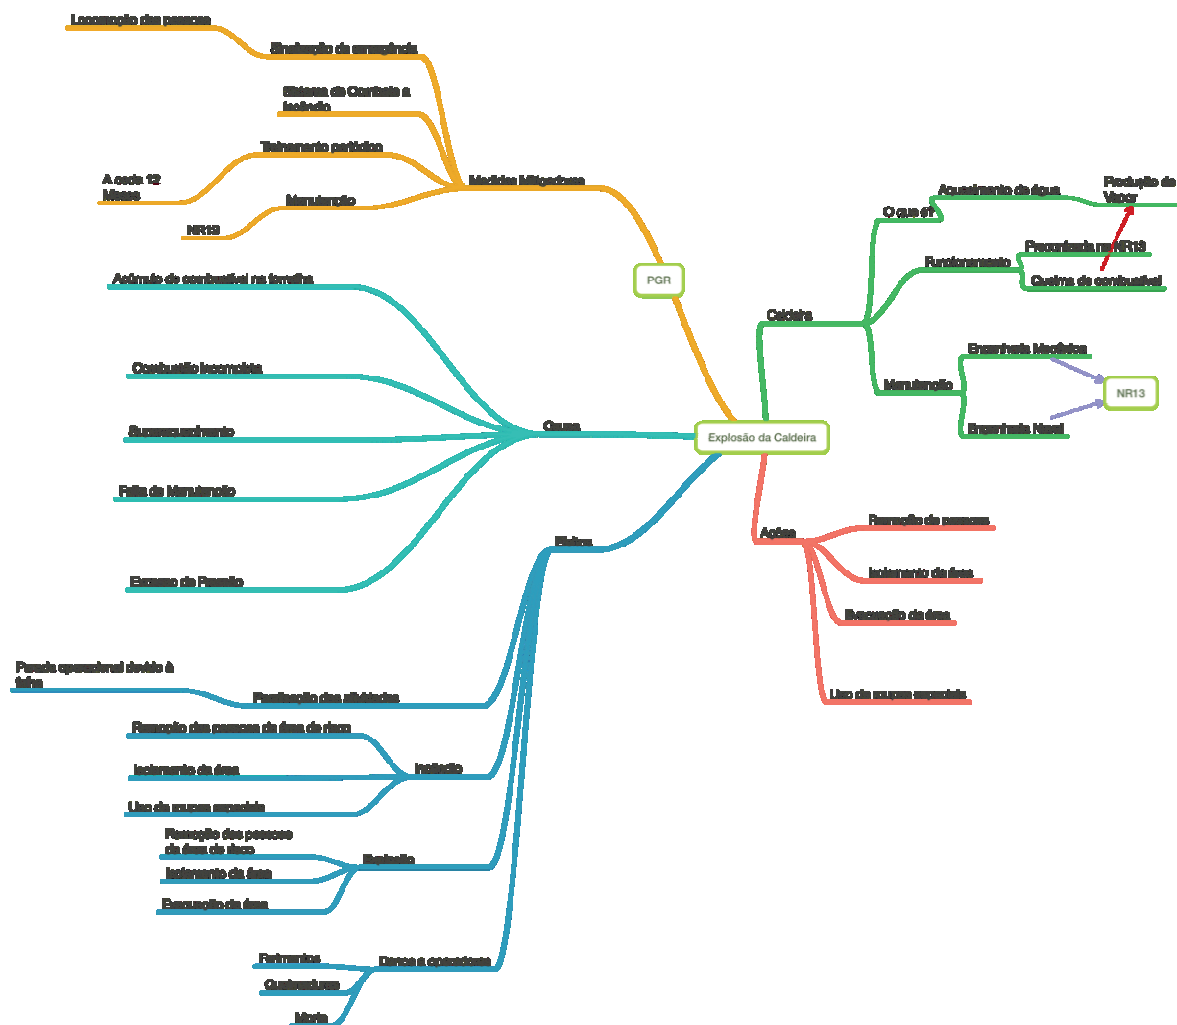 Locomoção das pessoas
Sinalização de emergência
Sistema de Combate a
Incêndio
Treinamento periódico
A cada 12
Meses
Manutenção
NR13
Medidas Mitigadoras
PGR
Acúmulo de combustível na fornalha
Combustão Incompleta
Superaquecimento
Falta de Manutenção
Excesso de Pressão
Causa
Explosão da Caldeira
Caldeira
O que é?
Aquecimento de água
Produção de
Vapor
Funcionamento
Preconizada na NR13
Queima de combustível
Manutenção
Engenharia Mecânica
Engenharia Naval
NR13
Ações
Remoção de pessoas
Isolamento da área
Evacuação da área
Uso de roupas especiais
Efeitos
Parada operacional devido à
falha
Paralisação das atividades
Remoção das pessoas da área de risco
Isolamento da área
Uso de roupas especiais
Explosão
Remoção das pessoas
da área de risco
Isolamento da área
Evacuação da área
Danos a operadores
Ferimentos
Queimaduras
Morte